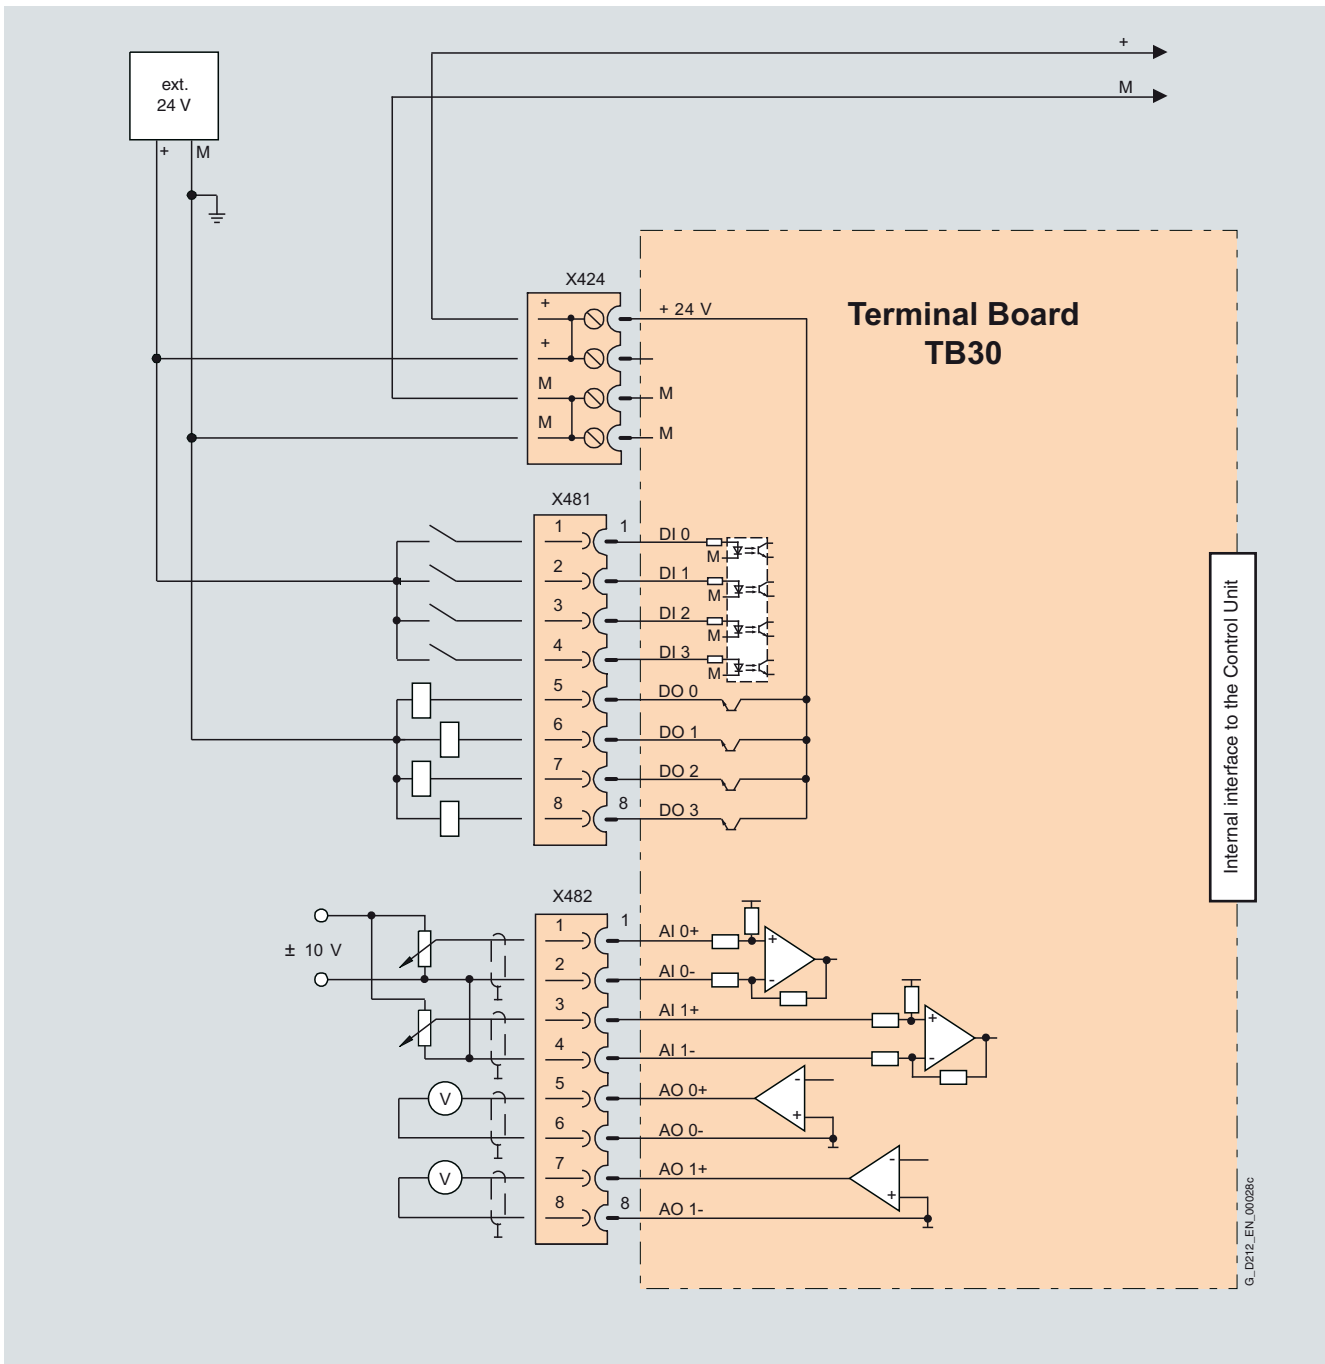 +
M
ext.
24 V
+
M
X424
+
+ 24 V
+
M
M
M
M
Terminal Board
TB30
X481
1
1
DI 0
M
2
DI 1
M
3
DI 2
M
4
DI 3
M
5
DO 0
6
DO 1
7
DO 2
8
8
DO 3
Internal interface to the Control Unit
X482
± 10 V
1
1
AI 0+
+
2
AI 0-
-
3
AI 1+
+
4
AI 1-
-
V
5
AO 0+
-
6
AO 0-
+
V
7
AO 1+
-
8
8
AO 1-
+
G_D212_EN_00028c